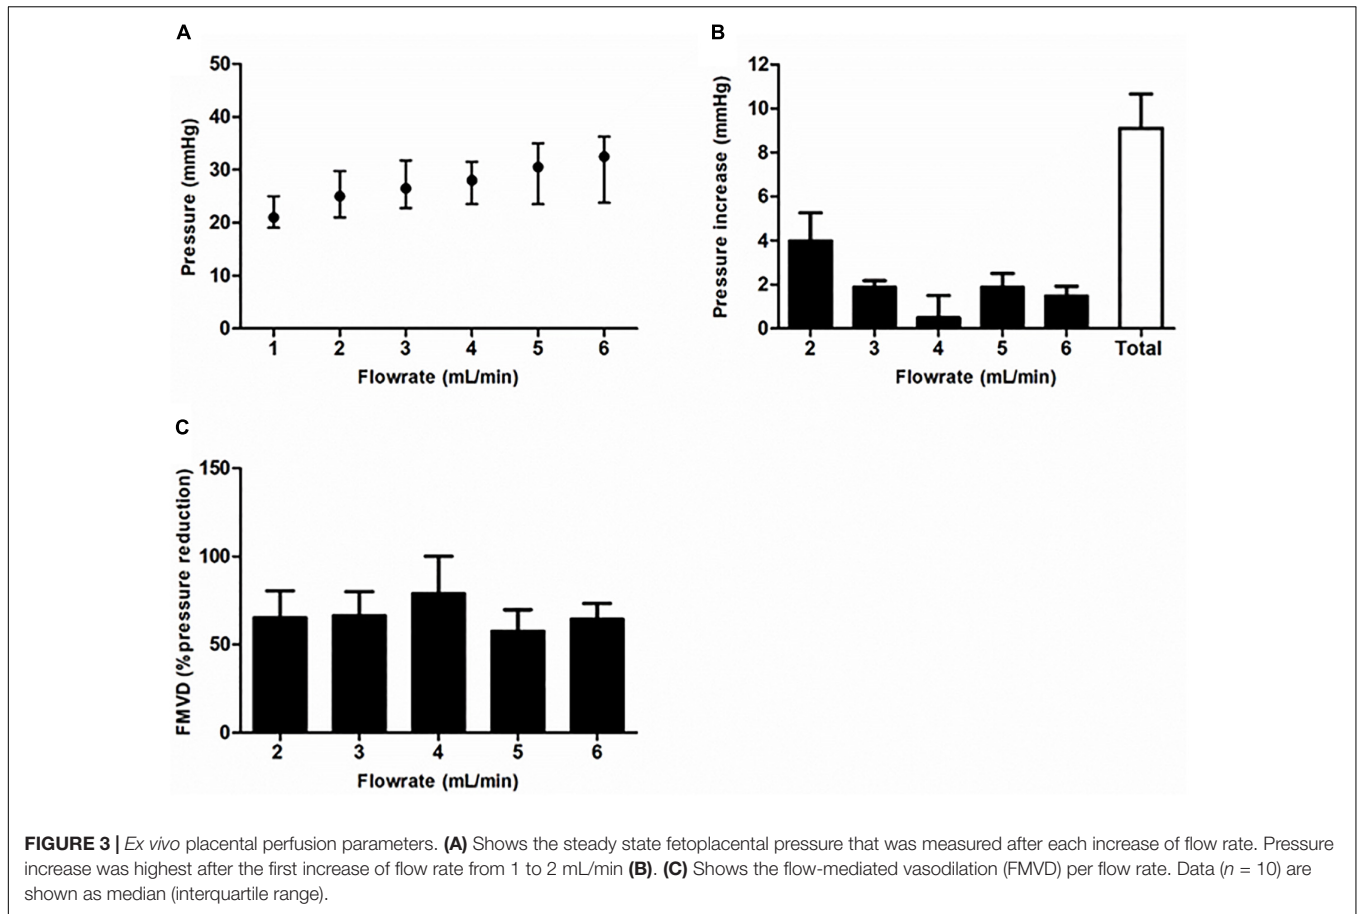 A
50
40
30
20
10
0
Pressure (mmHg)
1 2 3 4 5 6
Flowrate (mL/min)
B
12
10
8
6
4
2
0
Pressure increase (mmHg)
2 3 4 5 6 Total
Flowrate (mL/min)
C
150
100
50
0
FMVD (%pressure reduction)
2 3 4 5 6
Flowrate (mL/min)
FIGURE 3 | Ex vivo placental perfusion parameters. (A) Shows the steady state fetoplacental pressure that was measured after each increase of flow rate. Pressure
increase was highest after the first increase of flow rate from 1 to 2 mL/min (B). (C) Shows the flow-mediated vasodilation (FMVD) per flow rate. Data (n = 10) are
shown as median (interquartile range).